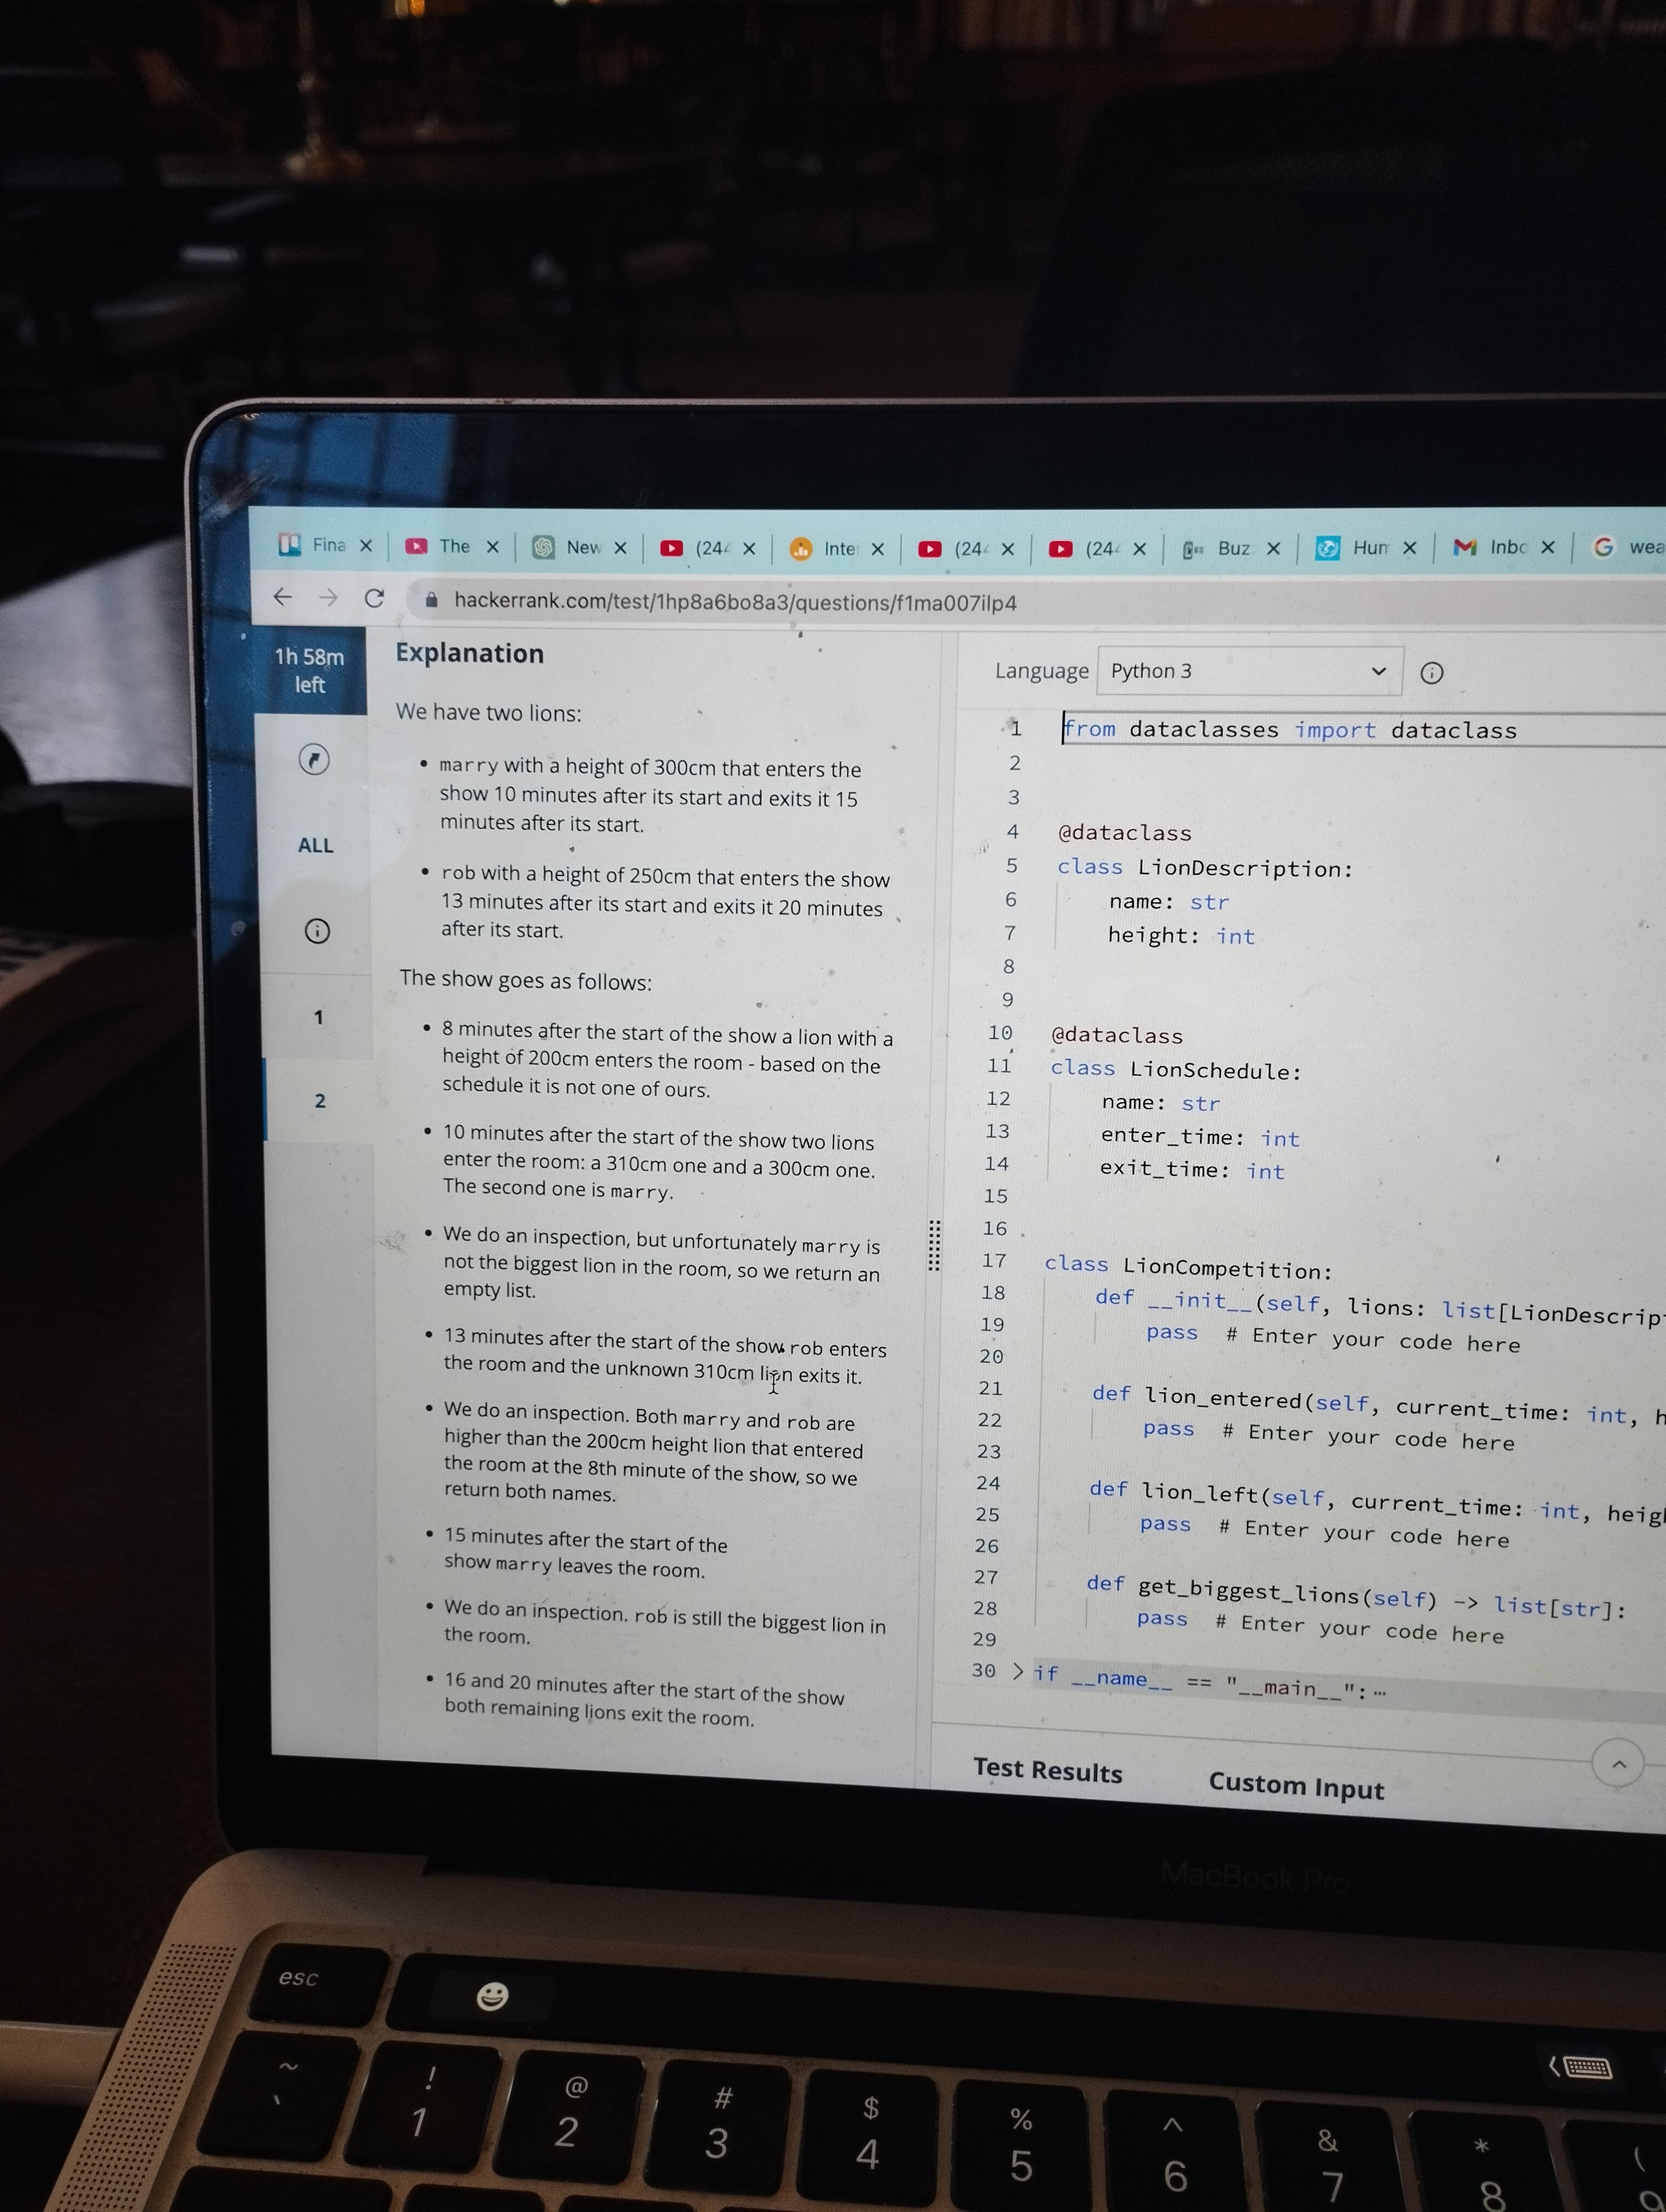 Fina
The
New
(24
Inte
(24
(24
Buz
Hun
Inbo
wea
hackerrank.com/test/1hp8a6bo8a3/questions/f1ma007ilp4
1h 58m
left
ALL
1
2
Explanation
We have two lions:
• marry with a height of 300cm that enters the
show 10 minutes after its start and exits it 15
minutes after its start.
• rob with a height of 250cm that enters the show
13 minutes after its start and exits it 20 minutes
after its start.
The show goes as follows:
• 8 minutes after the start of the show a lion with a
height of 200cm enters the room - based on the
schedule it is not one of ours.
• 10 minutes after the start of the show two lions
enter the room: a 310cm one and a 300cm one.
The second one is marry.
• We do an inspection, but unfortunately marry is
not the biggest lion in the room, so we return an
empty list.
• 13 minutes after the start of the show rob enters
the room and the unknown 310cm lion exits it.
• We do an inspection. Both marry and rob are
higher than the 200cm height lion that entered
the room at the 8th minute of the show, so we
return both names.
• 15 minutes after the start of the
show marry leaves the room.
• We do an inspection. rob is still the biggest lion in
the room.
• 16 and 20 minutes after the start of the show
both remaining lions exit the room.
Language Python 3
1 from dataclasses import dataclass
2
3
4 @dataclass
5 class LionDescription:
6 name: str
7 height: int
8
9
10 @dataclass
11 class LionSchedule:
12 name: str
13 enter_time: int
14 exit_time: int
15
16
17 class LionCompetition:
18 def __init__(self, lions: list[LionDescrip
19 pass # Enter your code here
20
21 def lion_entered(self, current_time: int, h
22 pass # Enter your code here
23
24 def lion_left(self, current_time: int, heig
25 pass # Enter your code here
26
27 def get_biggest_lions(self) -> list[str]:
28 pass # Enter your code here
29
30 > if __name__ == "__main__":⋯
Test Results
Custom Input
MacBook Pro
esc
~
`
!
1
@
2
#
3
$
4
%
5
^
6
&
7
*
8
(
9